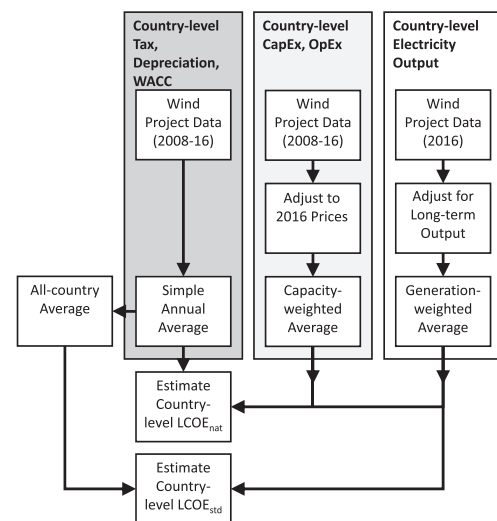 Country-level
Tax,
Depreciation,
WACC
Wind
Project Data
(2008-16)
Simple
Annual
Average
All-country
Average
Country-level
CapEx, OpEx
Wind
Project Data
(2008-16)
Adjust to
2016 Prices
Capacity-
weighted
Average
Country-level
Electricity
Output
Wind
Project Data
(2016)
Adjust for
Long-term
Output
Generation-
weighted
Average
Estimate
Country-
level LCOEnat
Estimate
Country-
level LCOEstd